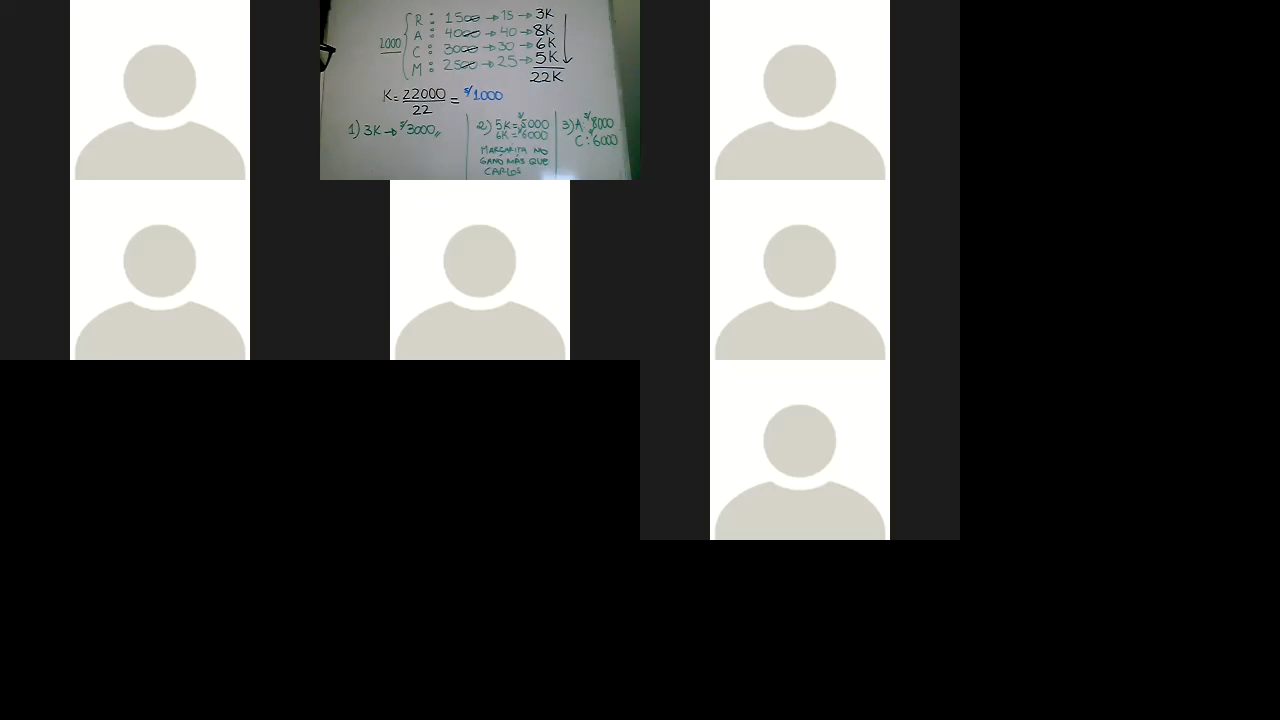 R : 1500 → 15 → 3K
A : 4000 → 40 → 8K
C : 3000 → 30 → 6K
M : 2500 → 25 → 5K
22K
K = 22000 / 22 = S/1000
1) 3K → S/3000
2) 5K = S/5000
6K = S/6000
MARGARITA NO
GANÓ MÁS QUE
CARLOS
3) A: S/8000
C: S/6000